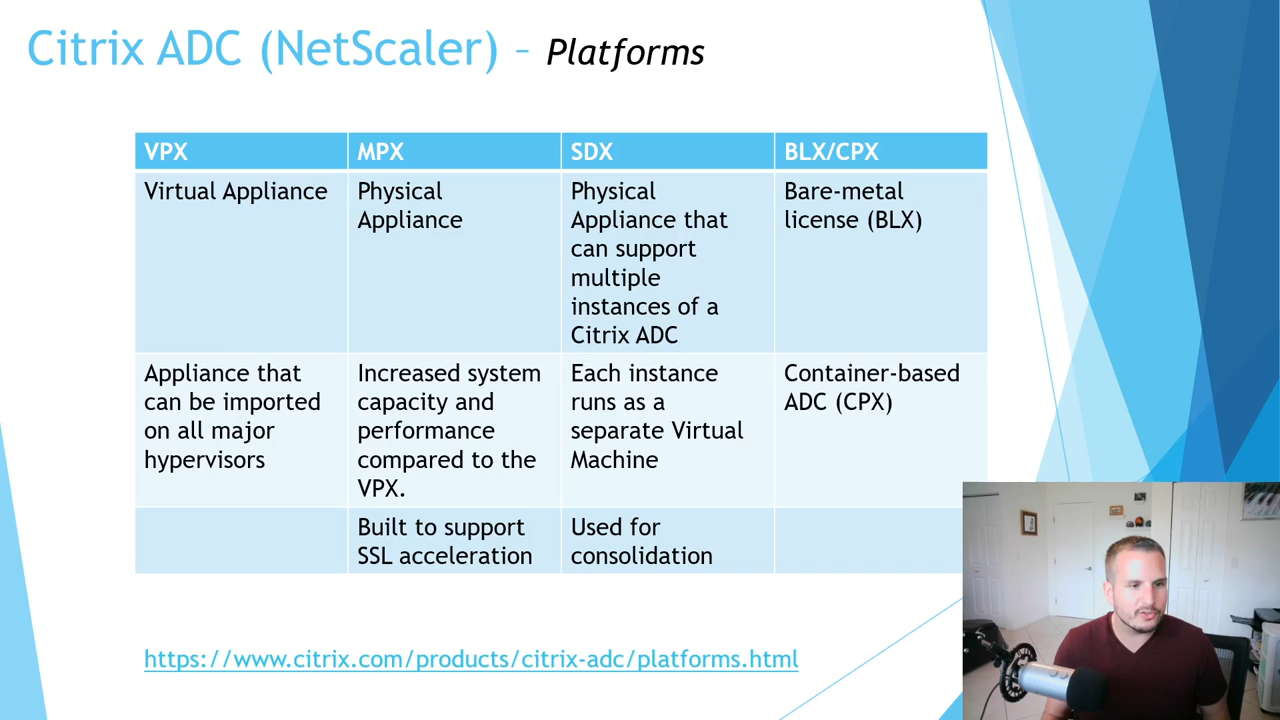 Citrix ADC (NetScaler) – Platforms
VPX
MPX
SDX
BLX/CPX
Virtual Appliance
Physical
Appliance
Physical
Appliance that
can support
multiple
instances of a
Citrix ADC
Bare-metal
license (BLX)
Appliance that
can be imported
on all major
hypervisors
Increased system
capacity and
performance
compared to the
VPX.
Each instance
runs as a
separate Virtual
Machine
Container-based
ADC (CPX)
Built to support
SSL acceleration
Used for
consolidation
https://www.citrix.com/products/citrix-adc/platforms.html